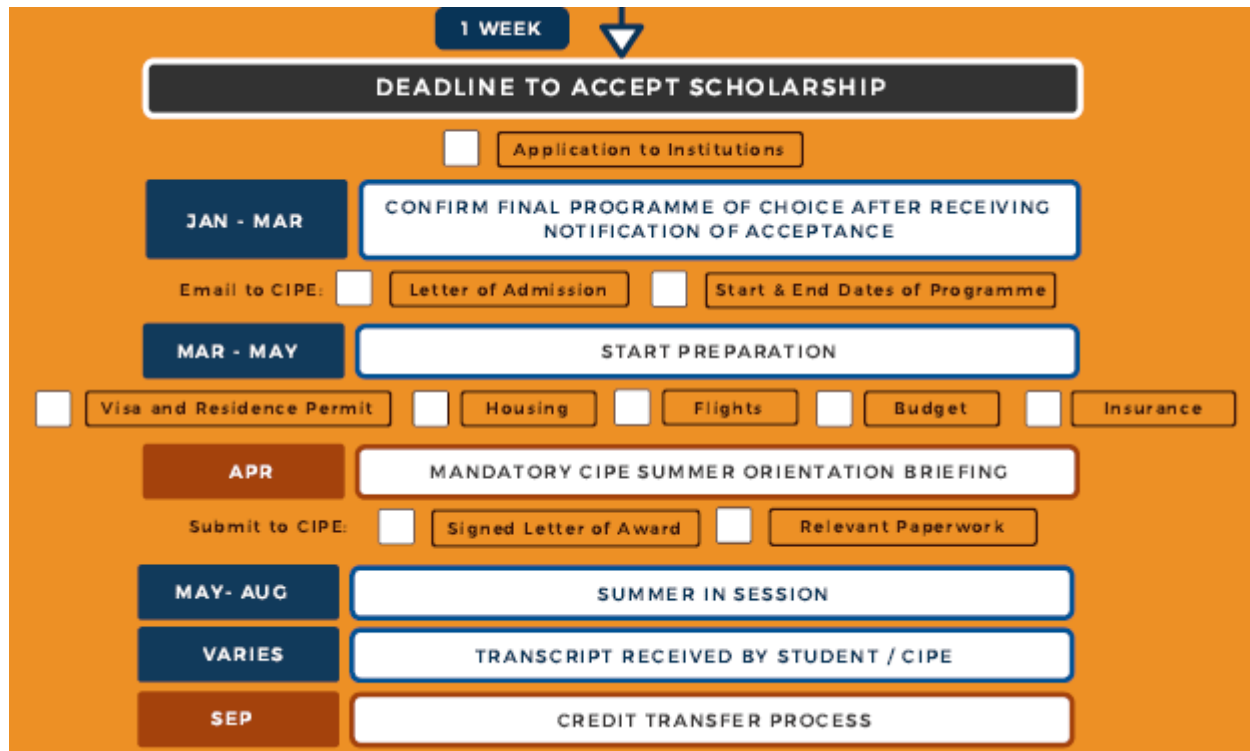 1 WEEK
DEADLINE TO ACCEPT SCHOLARSHIP
Application to Institutions
JAN - MAR
CONFIRM FINAL PROGRAMME OF CHOICE AFTER RECEIVING
NOTIFICATION OF ACCEPTANCE
Email to CIPE: Letter of Admission Start & End Dates of Programme
MAR - MAY START PREPARATION
Visa and Residence Permit Housing Flights Budget Insurance
APR MANDATORY CIPE SUMMER ORIENTATION BRIEFING
Submit to CIPE: Signed Letter of Award Relevant Paperwork
MAY- AUG SUMMER IN SESSION
VARIES TRANSCRIPT RECEIVED BY STUDENT / CIPE
SEP CREDIT TRANSFER PROCESS